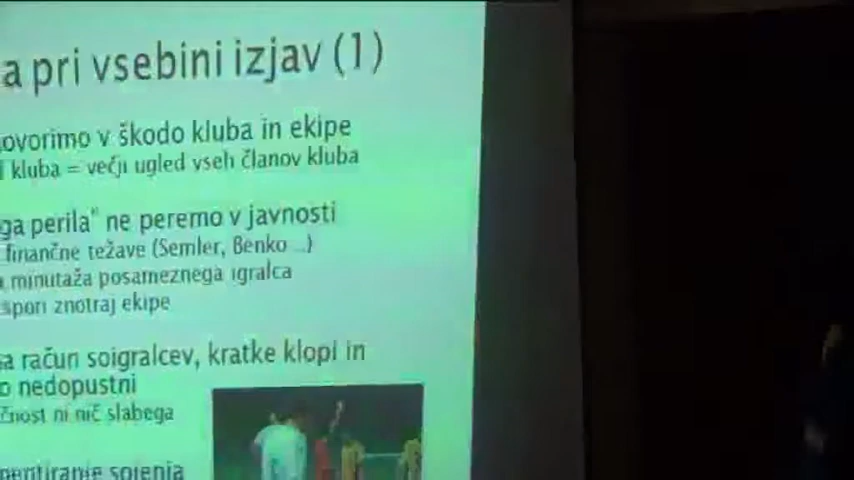 a pri vsebini izjav (1)
ovorimo v škodo kluba in ekipe
kluba = večji ugled vseh članov kluba
ga perila" ne peremo v javnosti
finančne težave (Semler, Benko ...)
minutaža posameznega igralca
spori znotraj ekipe
a račun soigralcev, kratke klopi in
o nedopustni
čnost ni nič slabega
mentiranje sojenja